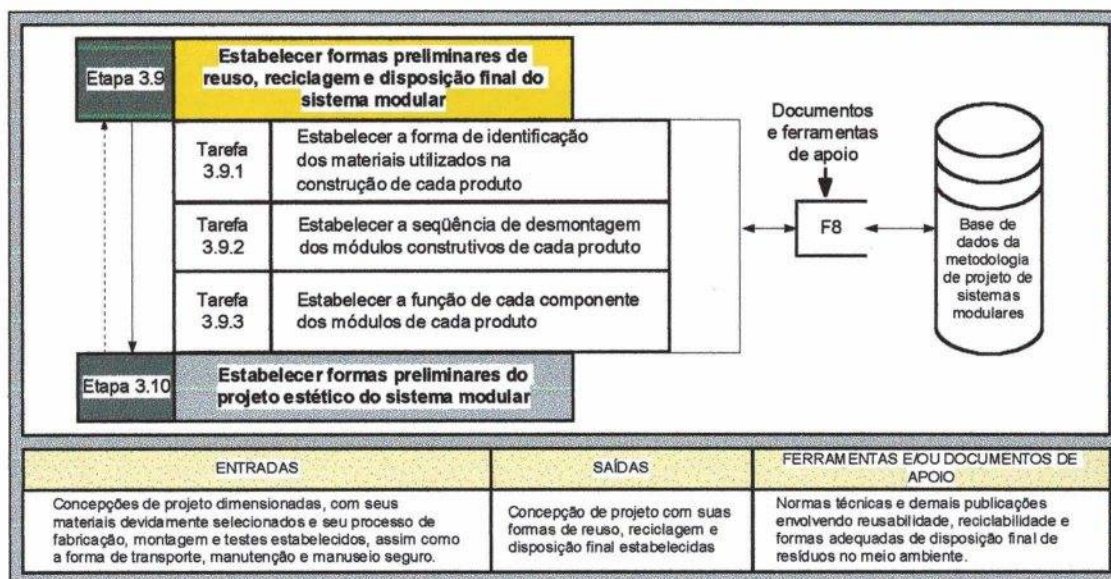 Etapa 3.9
Estabelecer formas preliminares de
reuso, reciclagem e disposição final do
sistema modular
Tarefa
3.9.1
Estabelecer a forma de identificação
dos materiais utilizados na
construção de cada produto
Tarefa
3.9.2
Estabelecer a seqüência de desmontagem
dos módulos construtivos de cada produto
Tarefa
3.9.3
Estabelecer a função de cada componente
dos módulos de cada produto
Etapa 3.10
Estabelecer formas preliminares do
projeto estético do sistema modular
Documentos
e ferramentas
de apoio
F8
Base de
dados da
metodologia
de projeto de
sistemas
modulares
ENTRADAS
Concepções de projeto dimensionadas, com seus
materiais devidamente selecionados e seu processo de
fabricação, montagem e testes estabelecidos, assim como
a forma de transporte, manutenção e manuseio seguro.
SAÍDAS
Concepção de projeto com suas
formas de reuso, reciclagem e
disposição final estabelecidas
FERRAMENTAS E/OU DOCUMENTOS DE
APOIO
Normas técnicas e demais publicações
envolvendo reusabilidade, reciclabilidade e
formas adequadas de disposição final de
resíduos no meio ambiente.